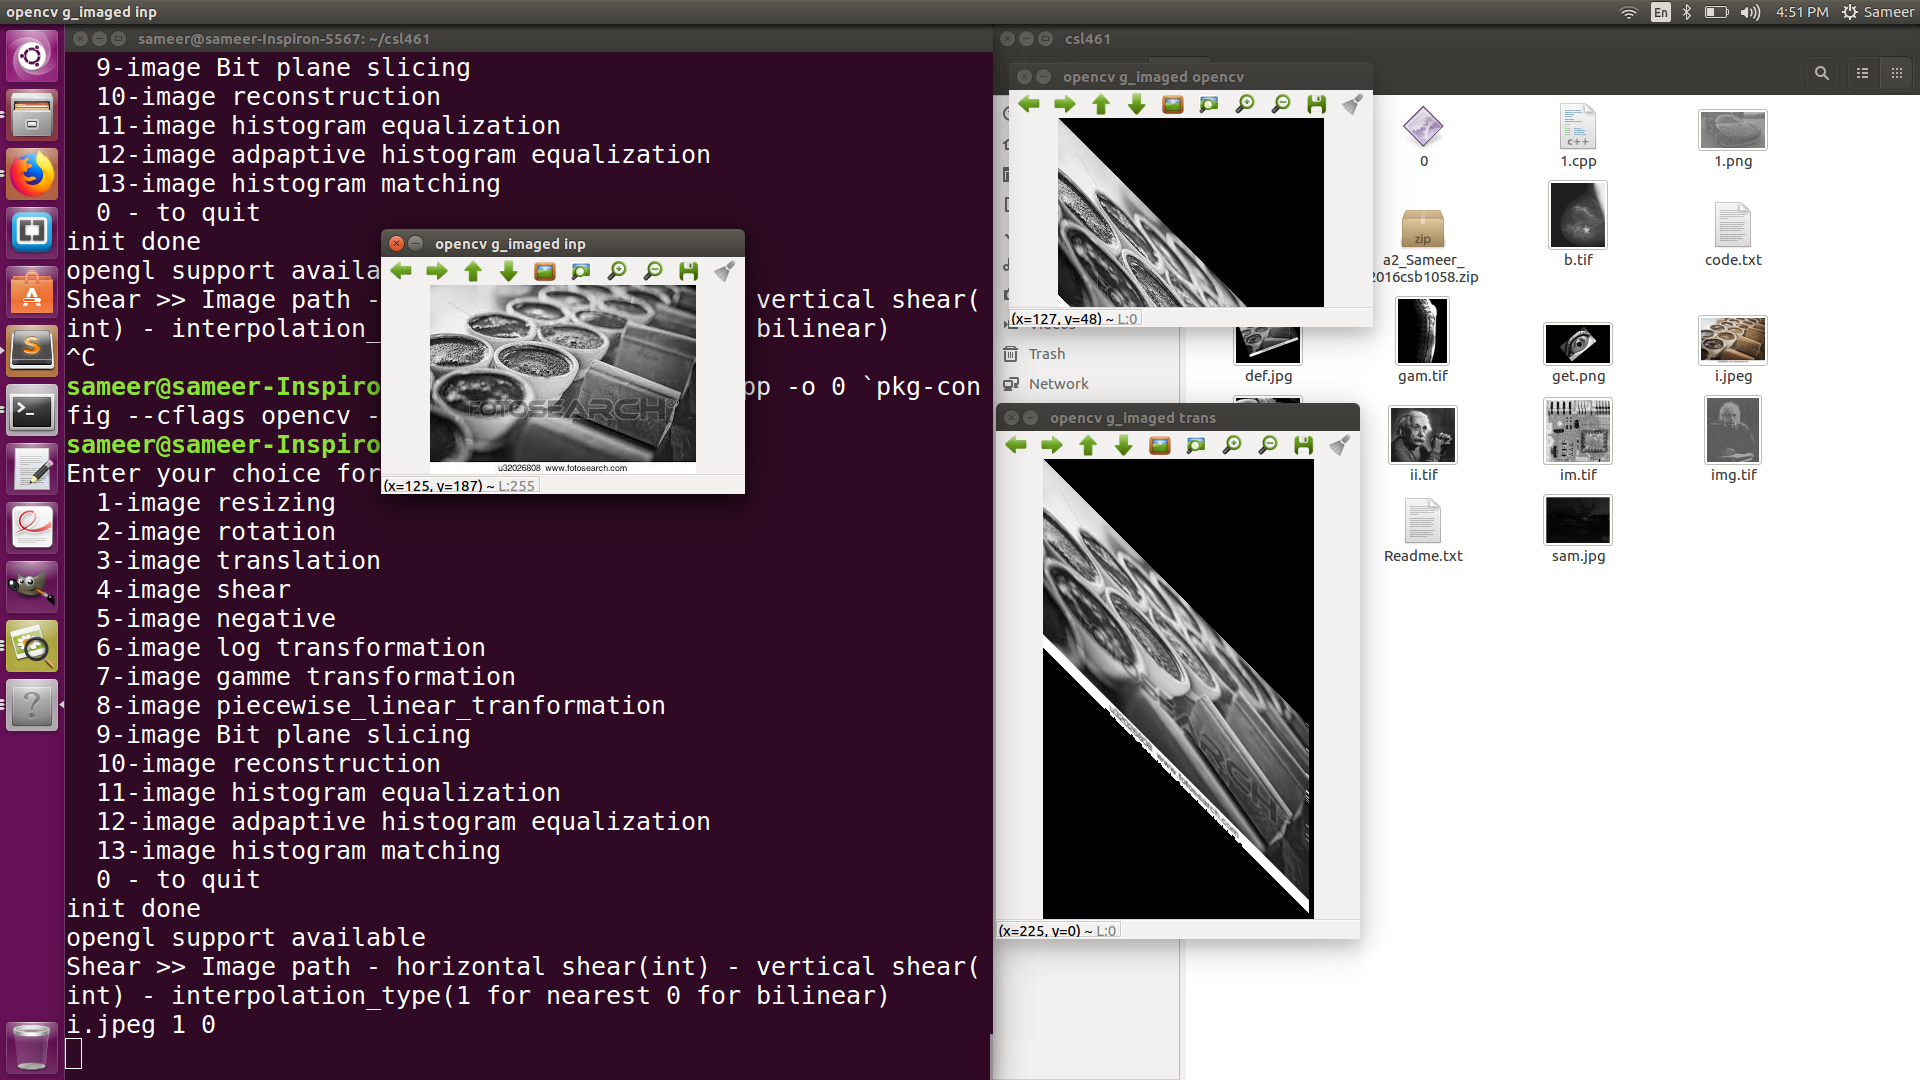 opencv g_imaged inp
En
4:51 PM
Sameer
sameer@sameer-Inspiron-5567: ~/csl461
9-image Bit plane slicing
10-image reconstruction
11-image histogram equalization
12-image adpaptive histogram equalization
13-image histogram matching
0 - to quit
init done
opengl support availa
Shear >> Image path - vertical shear(
int) - interpolation_ bilinear)
^C
sameer@sameer-Inspiro pp -o 0 `pkg-con
fig --cflags opencv -
sameer@sameer-Inspiro
Enter your choice for
1-image resizing
2-image rotation
3-image translation
4-image shear
5-image negative
6-image log transformation
7-image gamme transformation
8-image piecewise_linear_tranformation
9-image Bit plane slicing
10-image reconstruction
11-image histogram equalization
12-image adpaptive histogram equalization
13-image histogram matching
0 - to quit
init done
opengl support available
Shear >> Image path - horizontal shear(int) - vertical shear(
int) - interpolation_type(1 for nearest 0 for bilinear)
i.jpeg 1 0
opencv g_imaged inp
FOTOSEARCH
u32026808 www.fotosearch.com
(x=125, y=187) ~ L:255
csl461
opencv g_imaged opencv
(x=127, y=48) ~ L:0
Videos
Trash
Network
opencv g_imaged trans
RCH
(x=225, y=0) ~ L:0
0
c++
1.cpp
1.png
zip
a2_Sameer_
2016csb1058.zip
b.tif
code.txt
def.jpg
gam.tif
get.png
i.jpeg
ii.tif
im.tif
img.tif
Readme.txt
sam.jpg